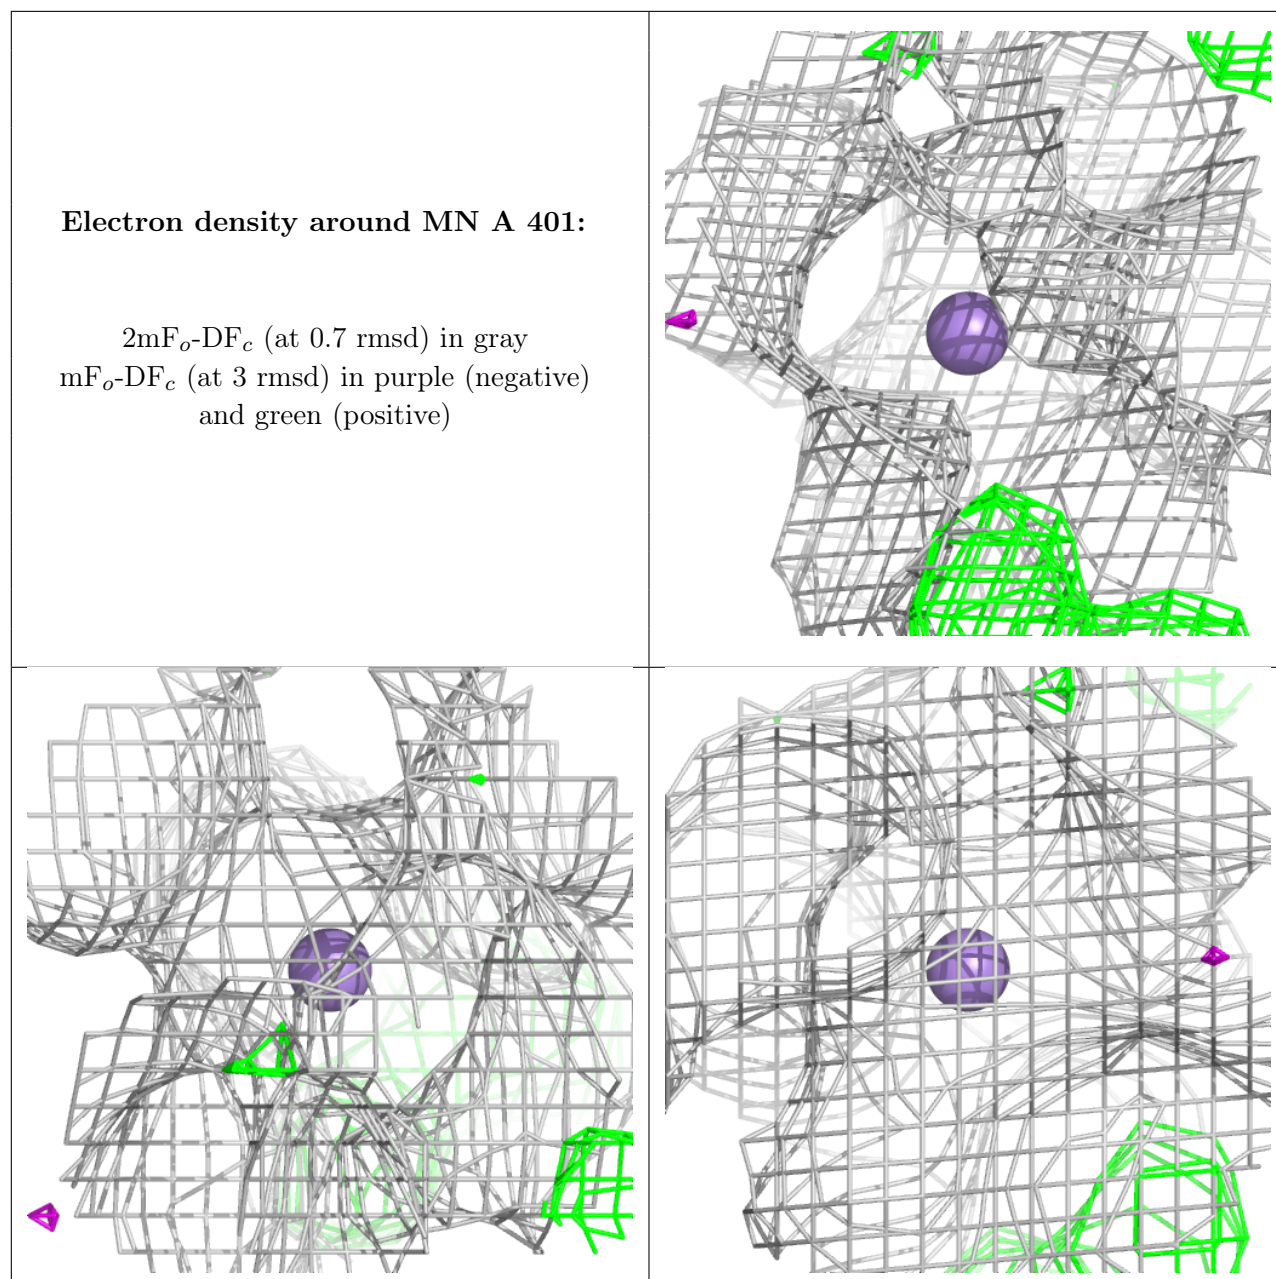 Electron density around MN A 401:
2mFo-DFc (at 0.7 rmsd) in gray
mFo-DFc (at 3 rmsd) in purple (negative)
and green (positive)